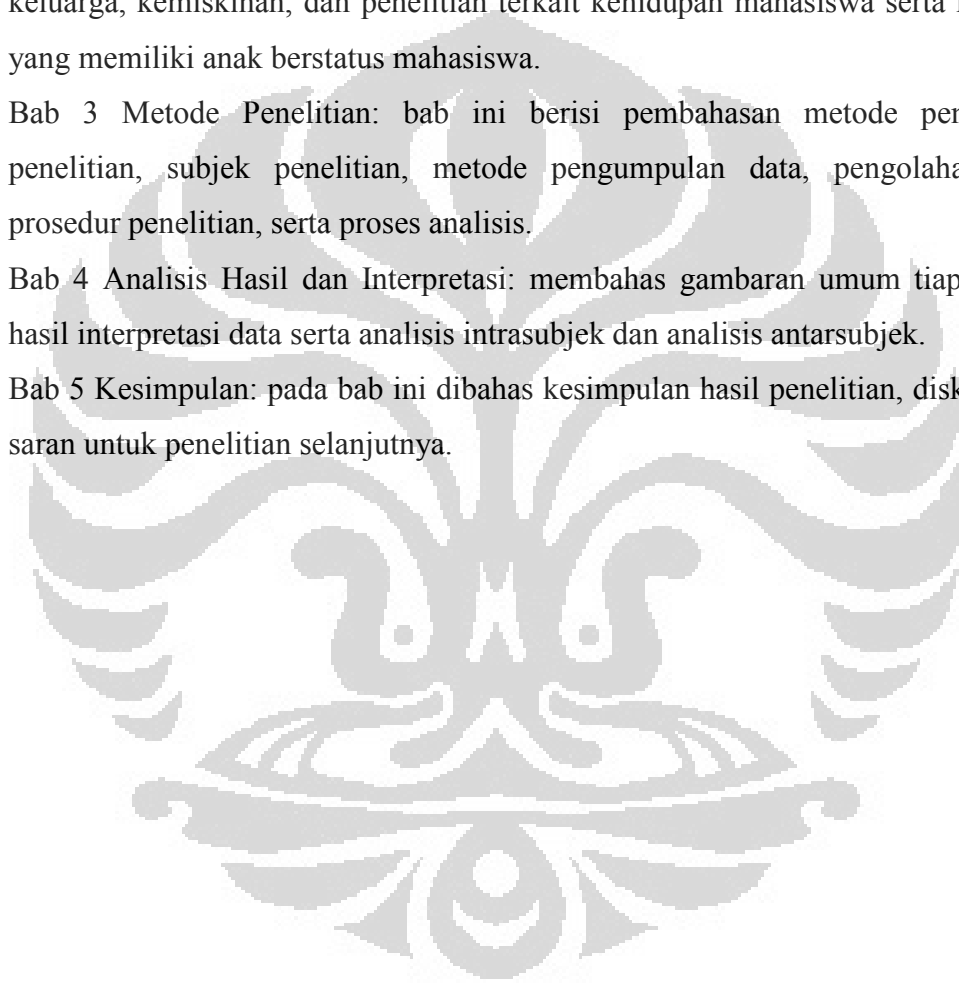 keluarga, kemiskinan, dan penelitian terkait kehidupan mahasiswa serta
yang memiliki anak berstatus mahasiswa.
Bab 3 Metode Penelitian: bab ini berisi pembahasan metode
penelitian, subjek penelitian, metode pengumpulan data,
prosedur penelitian, serta proses analisis.
Bab 4 Analisis Hasil dan Interpretasi: membahas gambaran umum tiap
hasil interpretasi data serta analisis intrasubjek dan analisis antarsubjek.
Bab 5 Kesimpulan: pada bab ini dibahas kesimpulan hasil penelitian,
saran untuk penelitian selanjutnya.